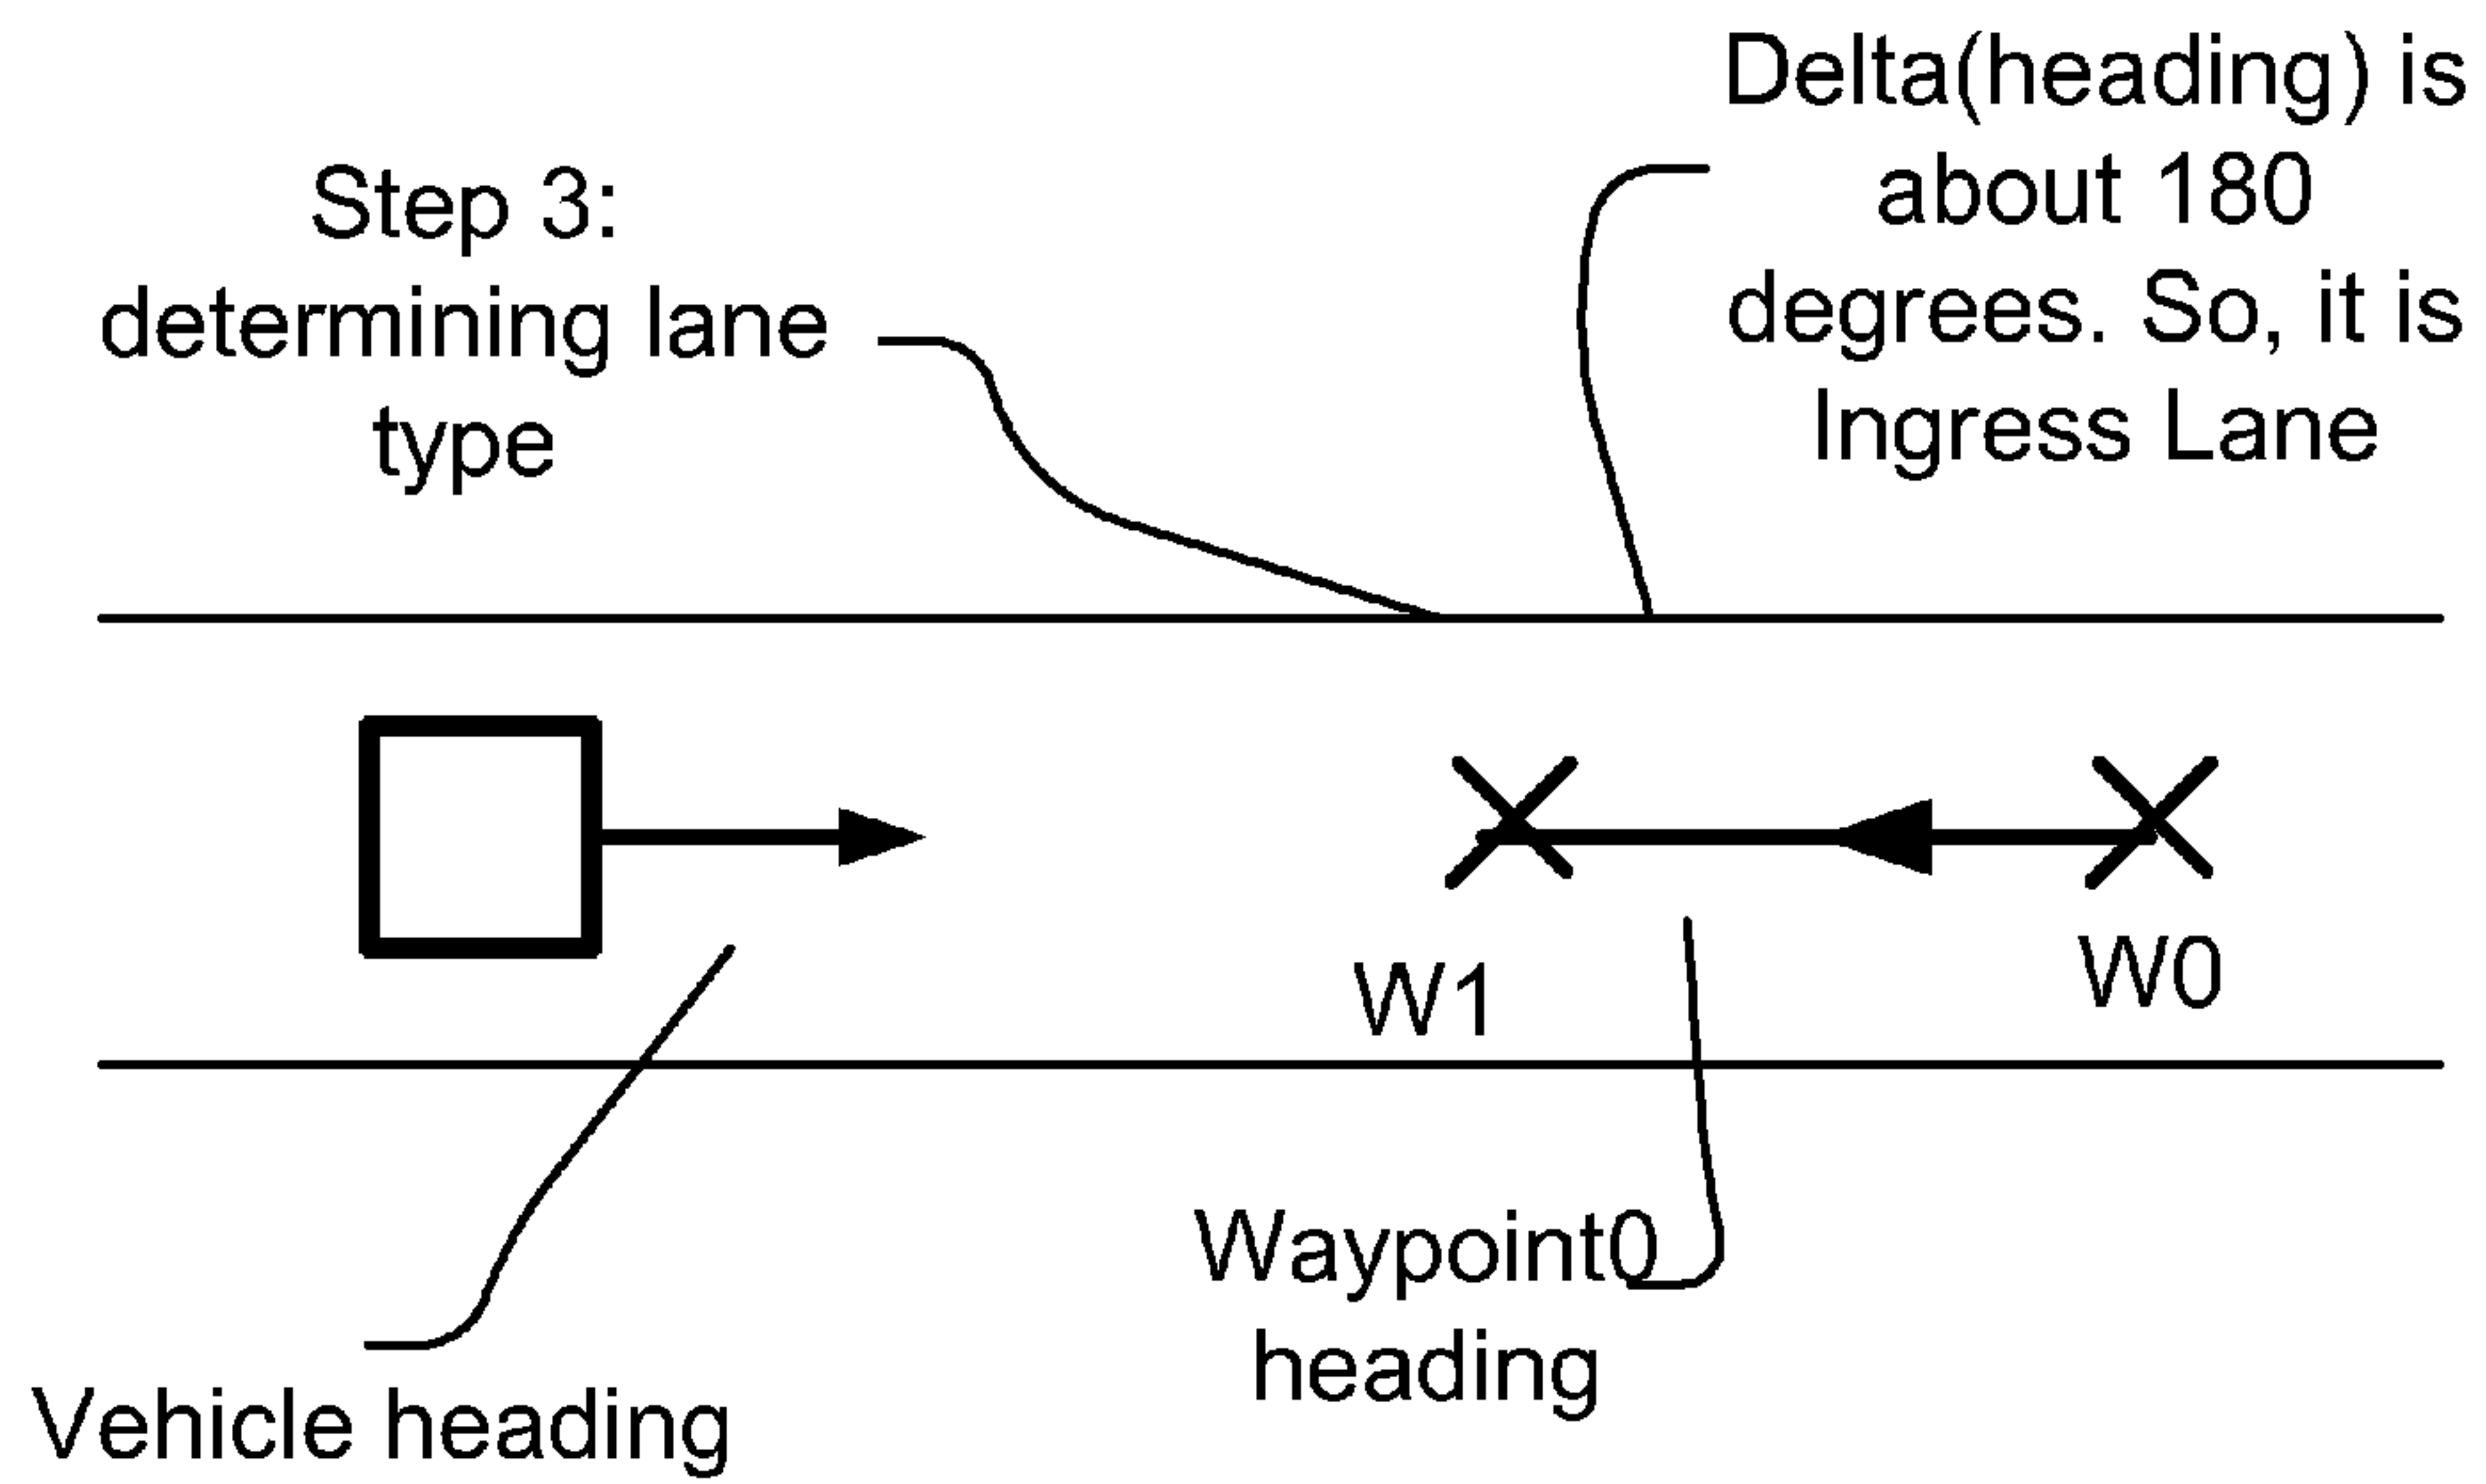 Step 3:
determining lane
type
Delta(heading) is
about 180
degrees. So, it is
Ingress Lane
W1
W0
Waypoint0
heading
Vehicle heading